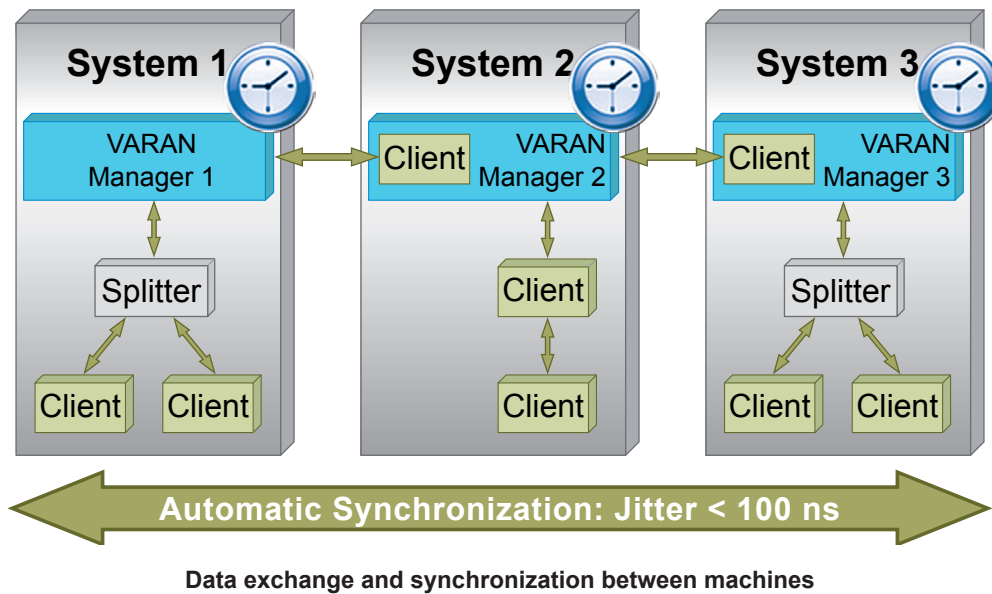 System 1
System 2
System 3
VARAN
Manager 1
Client
VARAN
Manager 2
Client
VARAN
Manager 3
Splitter
Client
Splitter
Client
Client
Client
Client
Client
Automatic Synchronization: Jitter < 100 ns
Data exchange and synchronization between machines